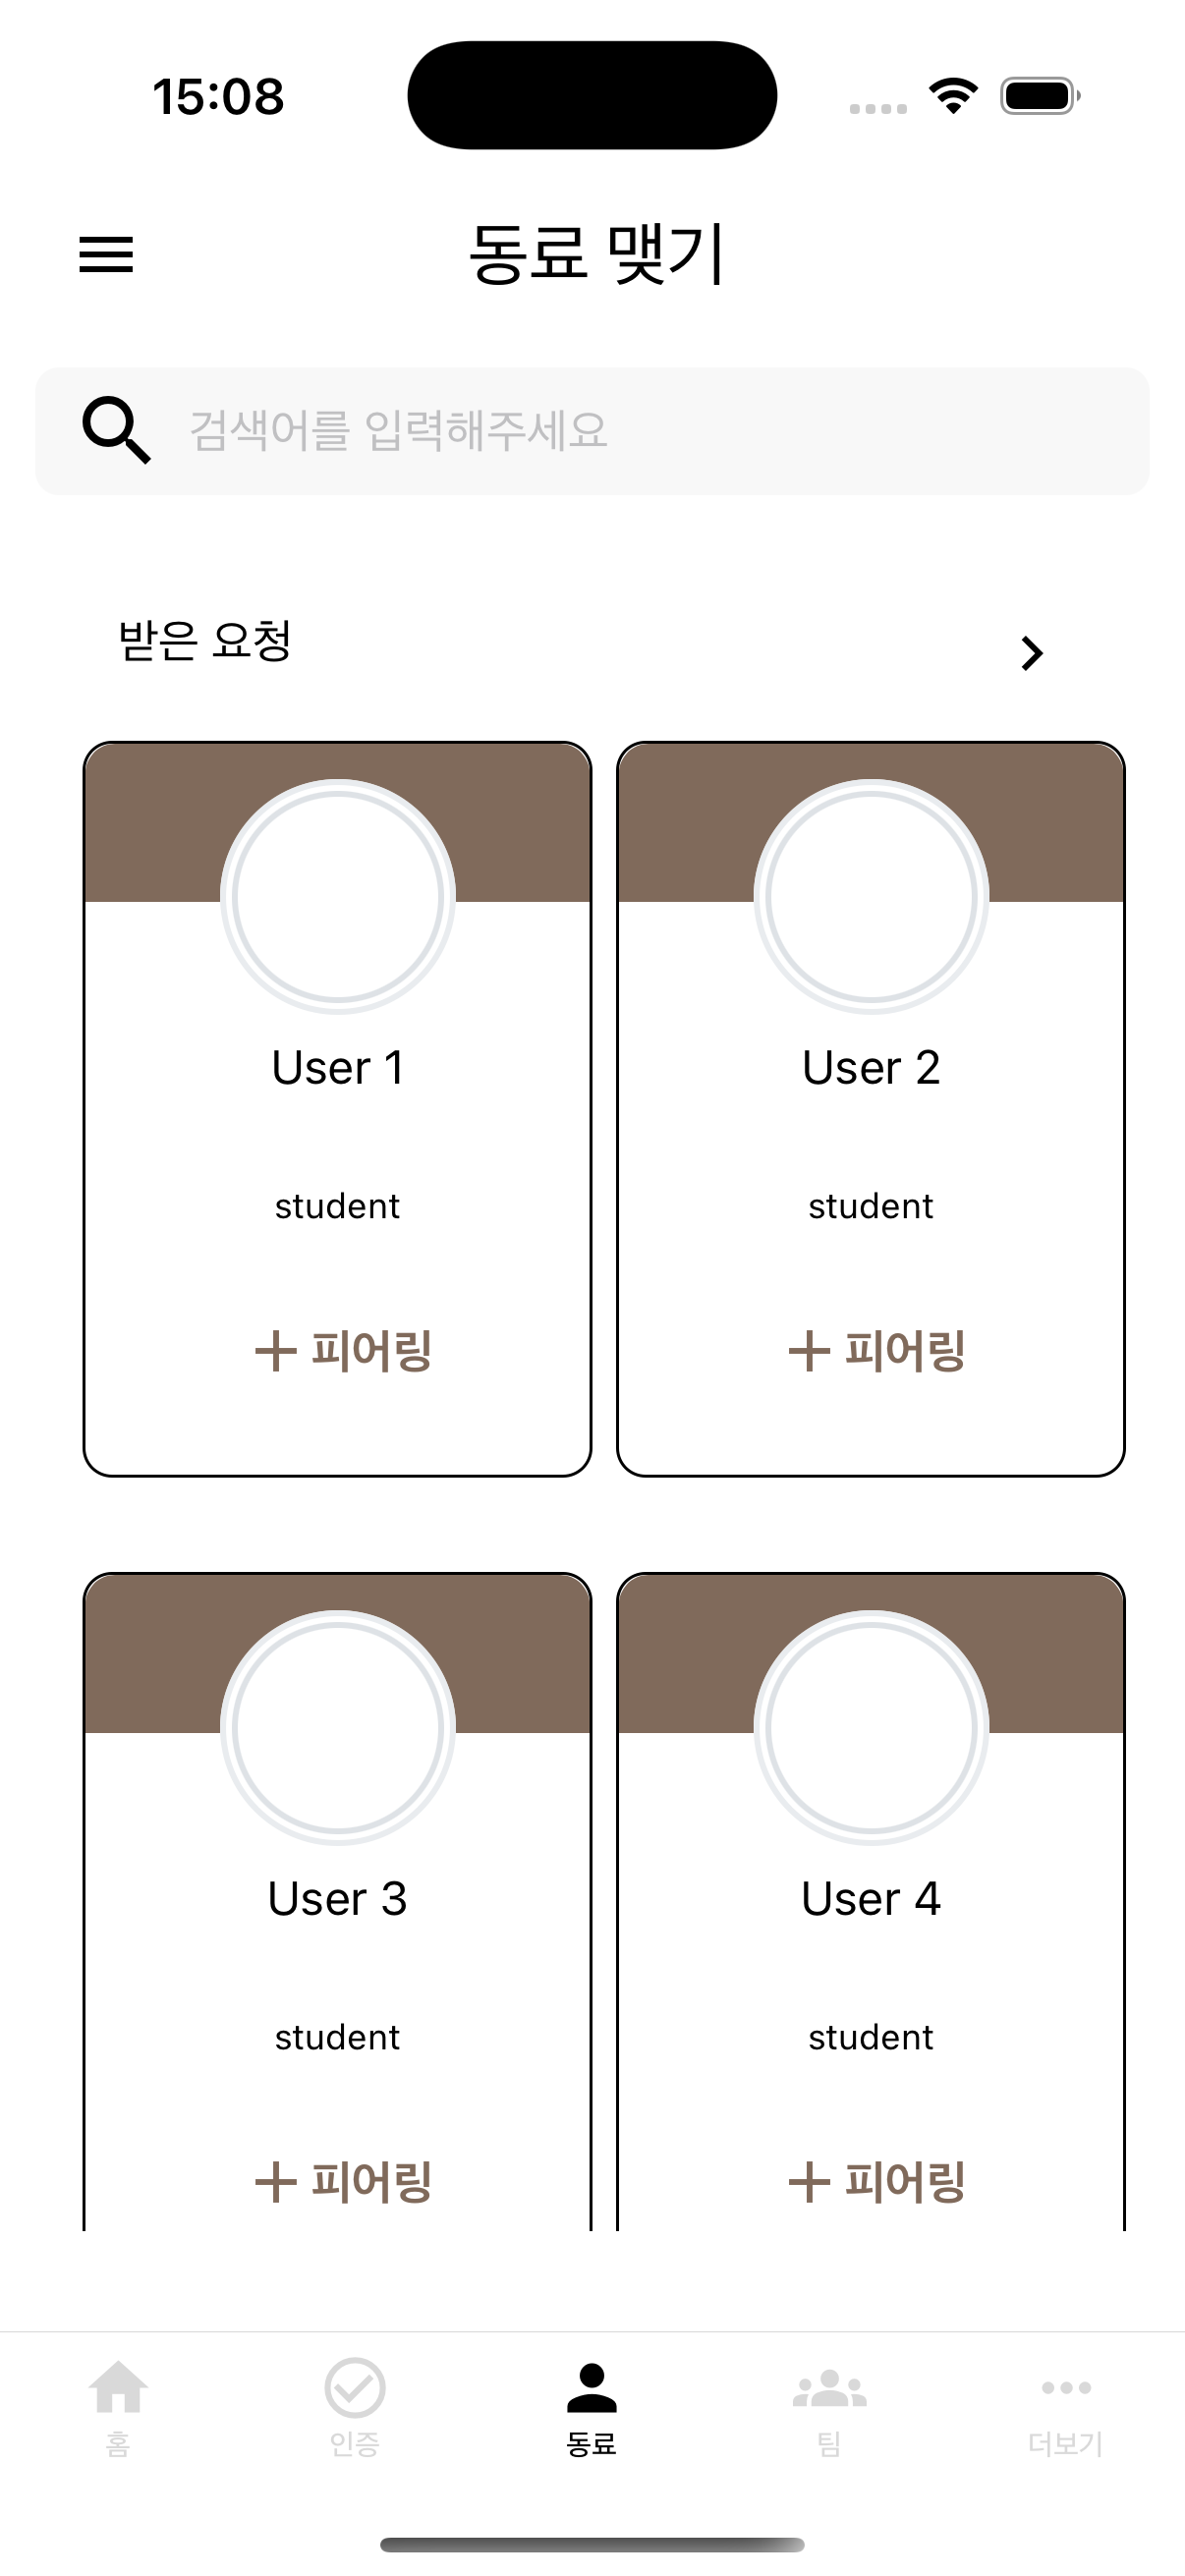 15:08
동료 맺기
검색어를 입력해주세요
받은 요청
User 1
User 2
student
student
+ 피어링
+ 피어링
User 3
User 4
student
student
+ 피어링
+ 피어링
홈
인증
동료
팀
더보기